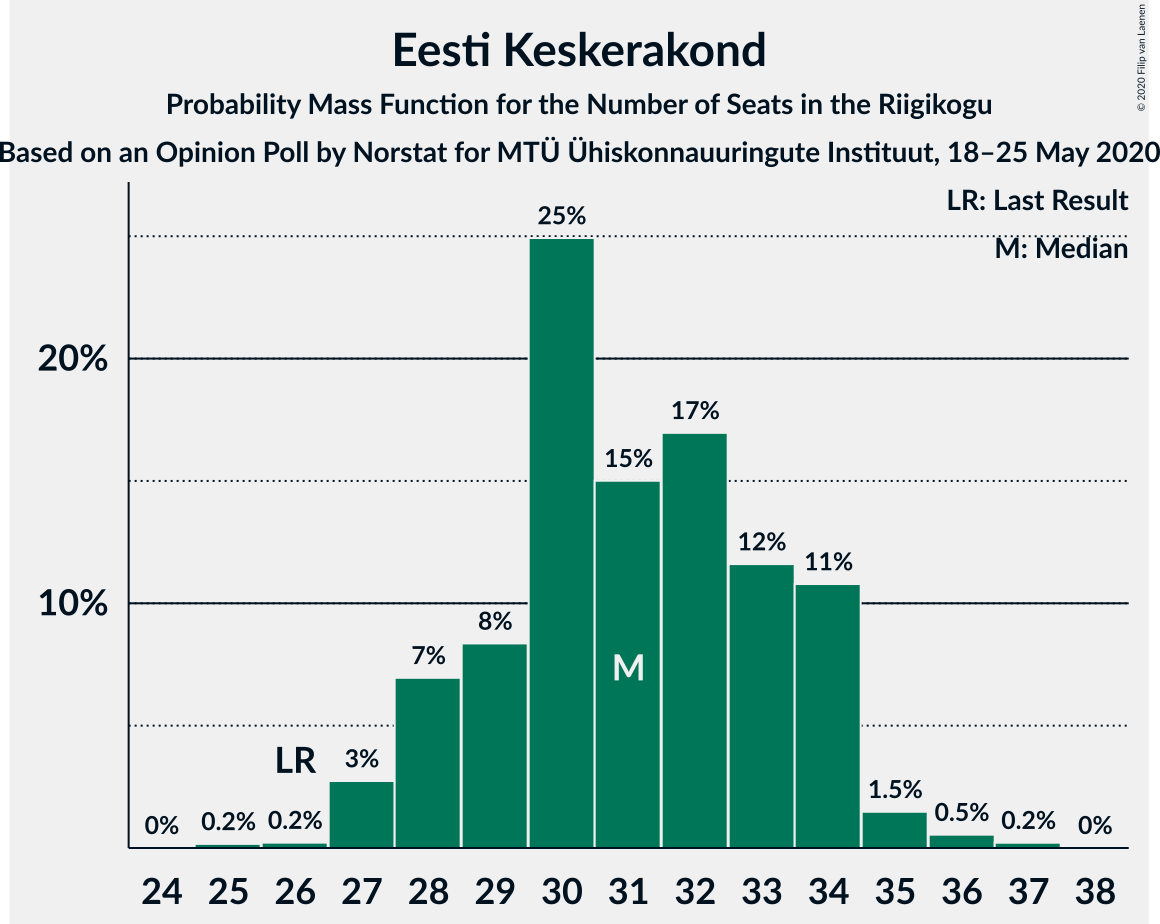 Eesti Keskerakond
Probability Mass Function for the Number of Seats in the Riigikogu
Based on an Opinion Poll by Norstat for MTÜ Ühiskonnauuringute Instituut, 18–25 May 2020
© 2020 Filip van Laenen
LR: Last Result
M: Median
25%
20%
17%
15%
12%
11%
10%
8%
7%
M
LR
3%
1.5%
0% 0.2% 0.2% 0.5% 0.2% 0%
24 25 26 27 28 29 30 31 32 33 34 35 36 37 38